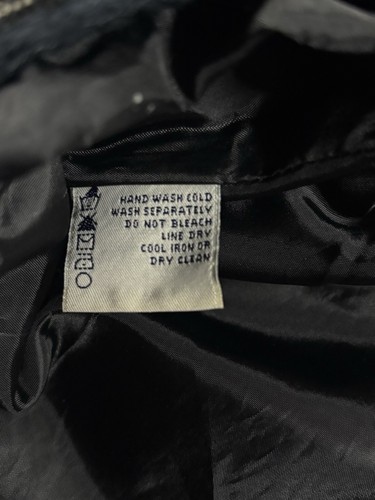 HAND WASH COLD
WASH SEPARATELY
DO NOT BLEACH
LINE DRY
COOL IRON OR
DRY CLEAN